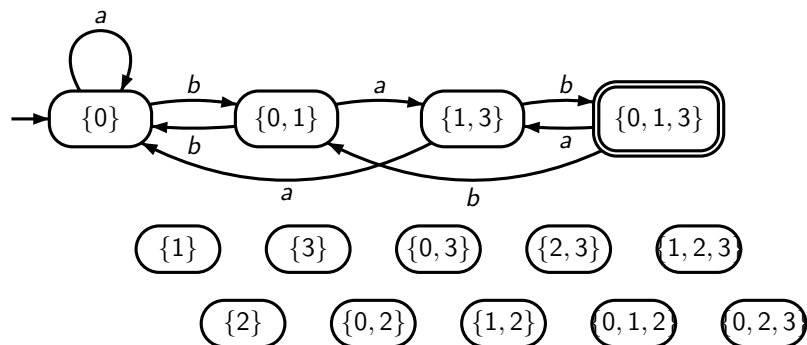 a
b a b
{0} {0, 1} {1, 3} {0, 1, 3}
b a
a b
{1} {3} {0, 3} {2, 3} {1, 2, 3}
{2} {0, 2} {1, 2} {0, 1, 2} {0, 2, 3}